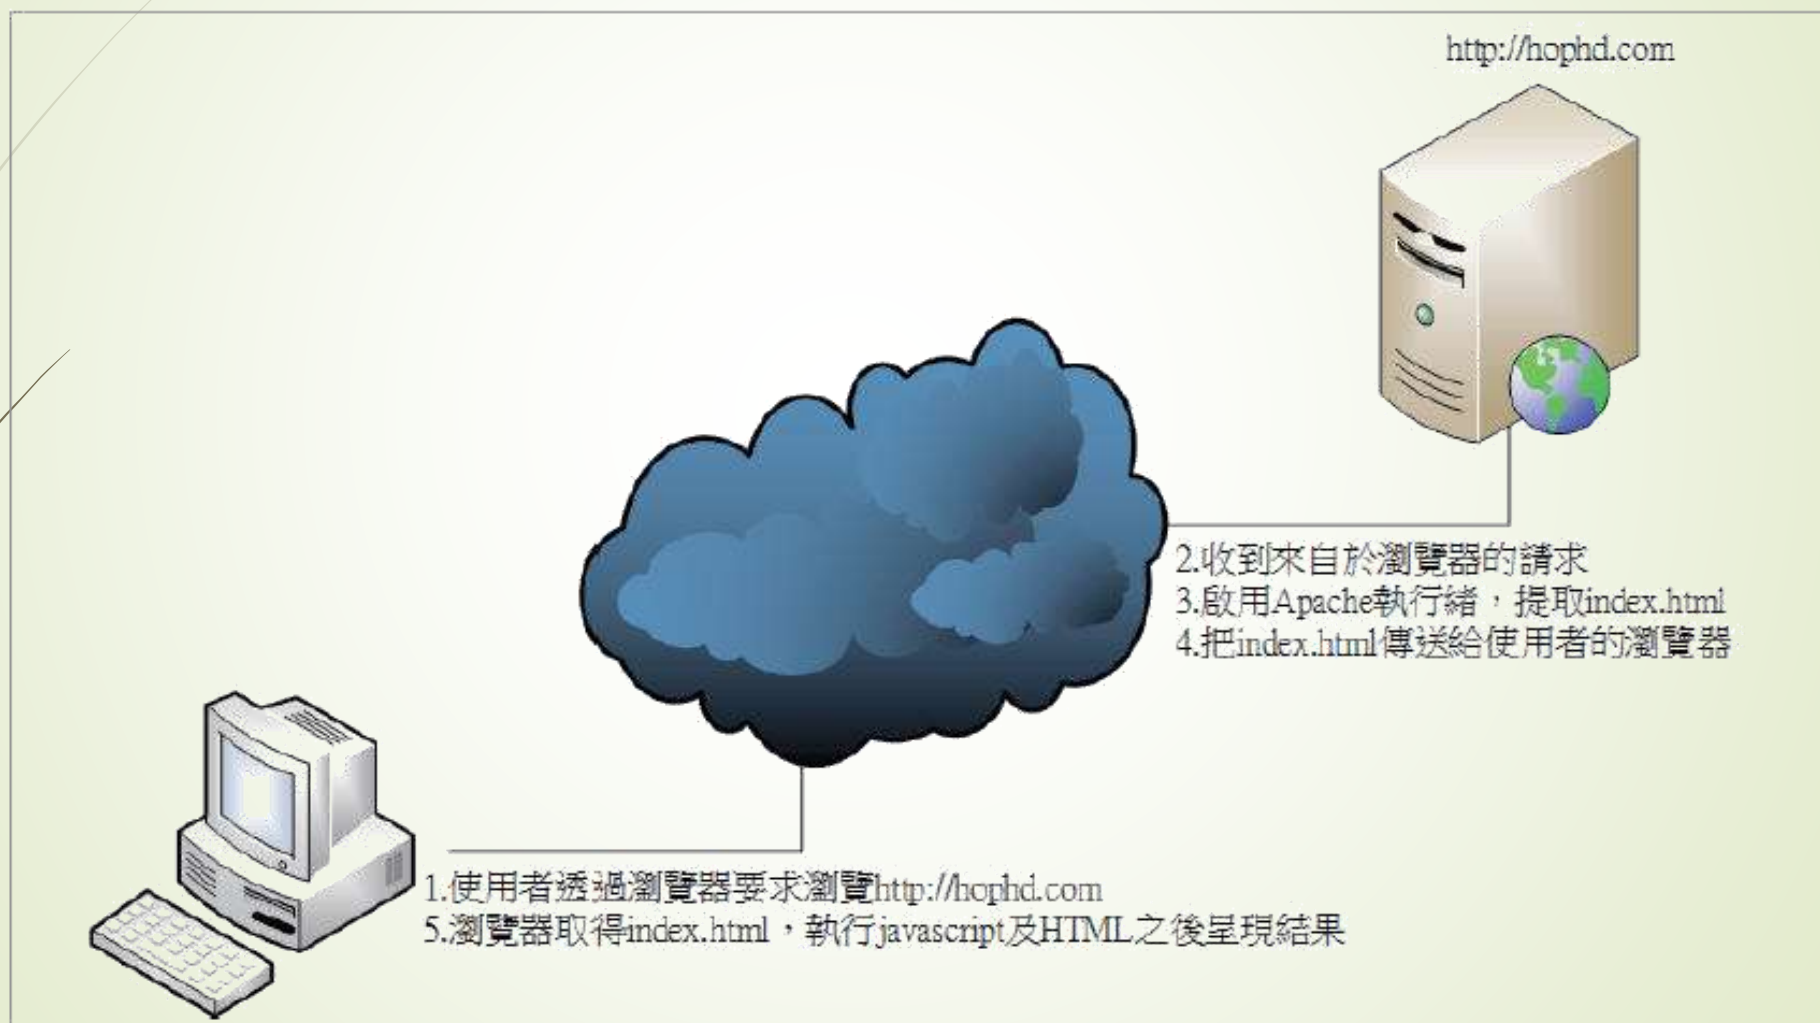 http://hophd.com
2.收到來自於瀏覽器的請求
3.啟用Apache執行緒，提取index.html
4.把index.html傳送給使用者的瀏覽器
1.使用者透過瀏覽器要求瀏覽http://hophd.com
5.瀏覽器取得index.html，執行javascript及HTML之後呈現結果